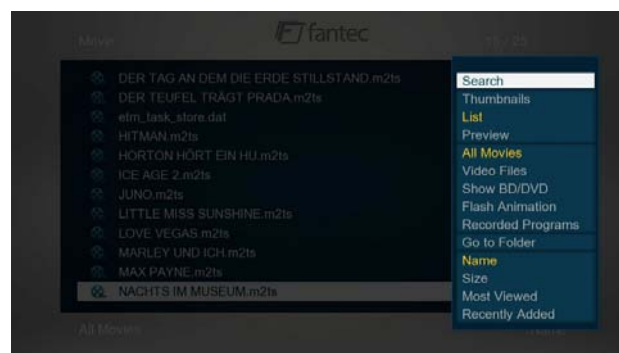 Movie
fantec
DER TAG AN DEM DIE ERDE STILLSTAND.m2ts
DER TEUFEL TRÄGT PRADA.m2ts
etm_task_store.dat
HITMAN.m2ts
HORTON HÖRT EIN HU.m2ts
ICE AGE 2.m2ts
JUNO.m2ts
LITTLE MISS SUNSHINE.m2ts
LOVE VEGAS.m2ts
MARLEY UND ICH.m2ts
MAX PAYNE.m2ts
NACHTS IM MUSEUM.m2ts
All Movies
Search
Thumbnails
List
Preview
All Movies
Video Files
Show BD/DVD
Flash Animation
Recorded Programs
Go to Folder
Name
Size
Most Viewed
Recently Added
Name